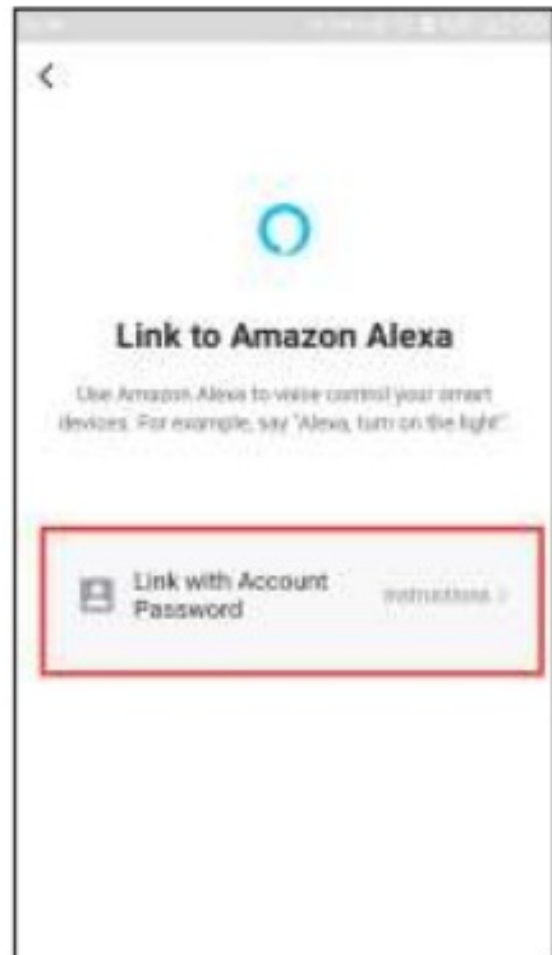 Link to Amazon Alexa
Use Amazon Alexa to voice control your smart
devices. For example, say "Alexa, turn on the light".
Link with Account
Password
Instructions >